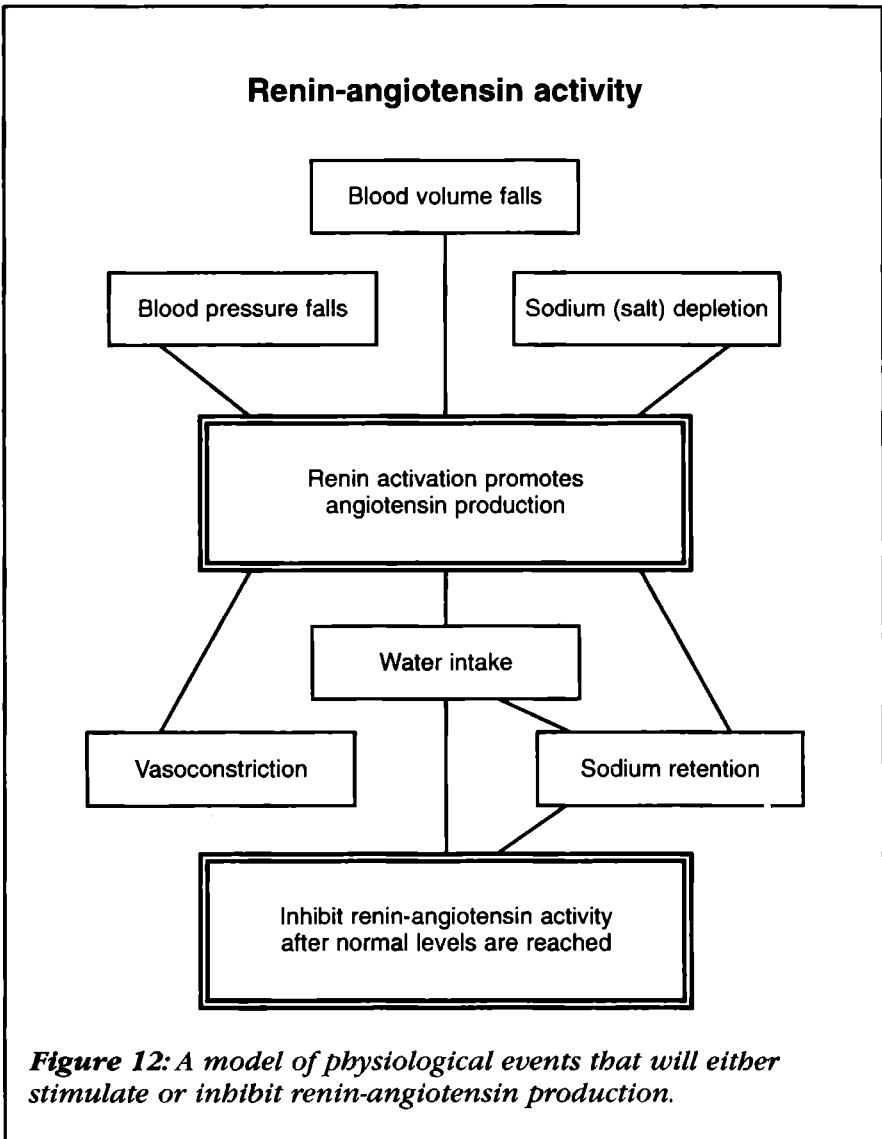 Renin-angiotensin activity
Blood volume falls
Blood pressure falls
Sodium (salt) depletion
Renin activation promotes
angiotensin production
Water intake
Vasoconstriction
Sodium retention
Inhibit renin-angiotensin activity
after normal levels are reached
Figure 12: A model of physiological events that will either
stimulate or inhibit renin-angiotensin production.